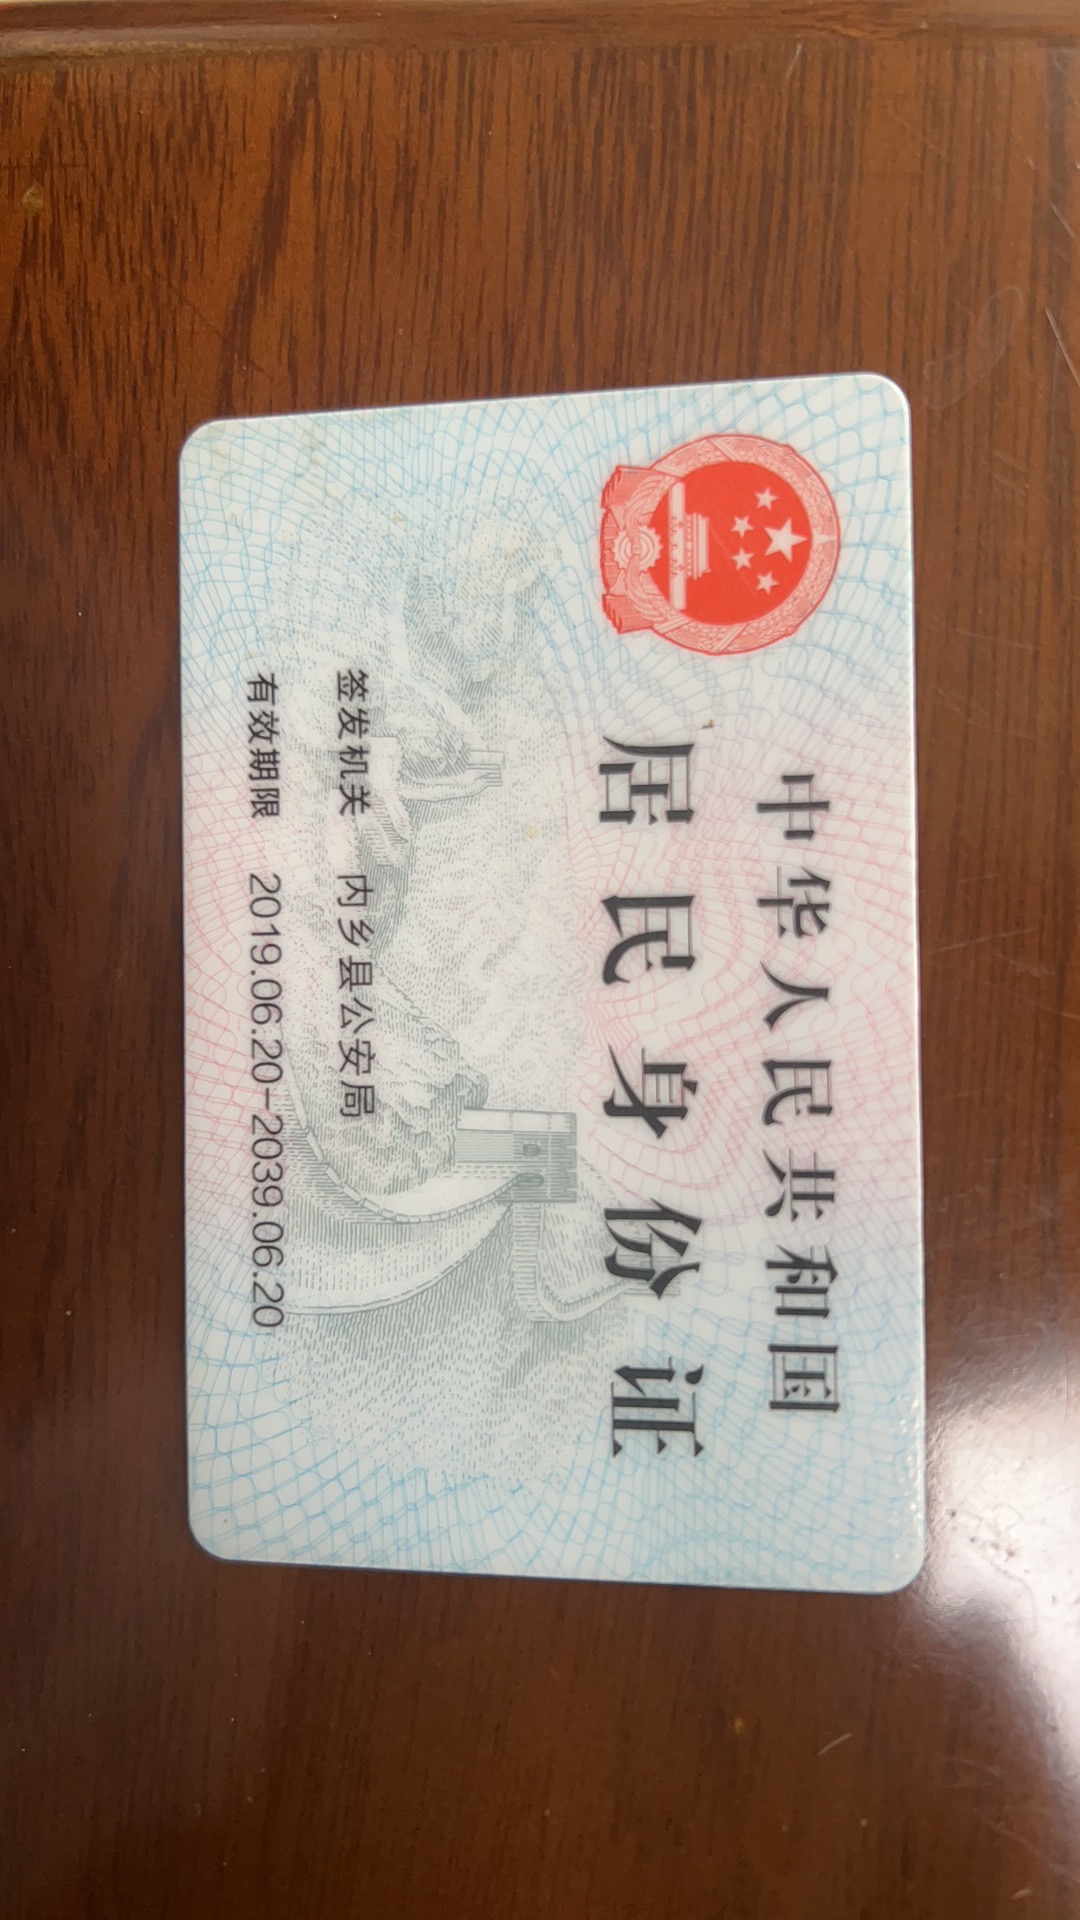 中华人民共和国
居民身份证
签发机关 内乡县公安局
有效期限 2019.06.20-2039.06.20